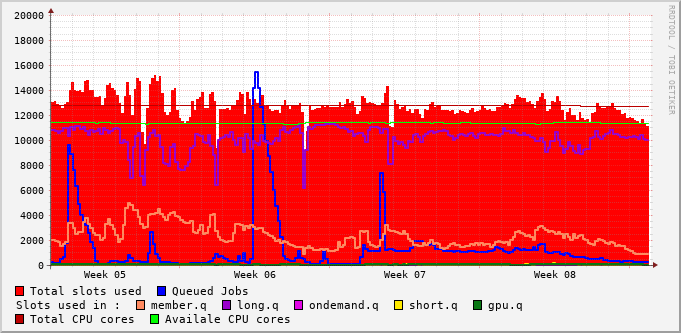 20000
18000
16000
14000
12000
10000
8000
6000
4000
2000
0
RRDTOOL / TOBI OETIKER
Week 05 Week 06 Week 07 Week 08
Total slots used Queued Jobs
Slots used in : member.q long.q ondemand.q short.q gpu.q
Total CPU cores Availale CPU cores